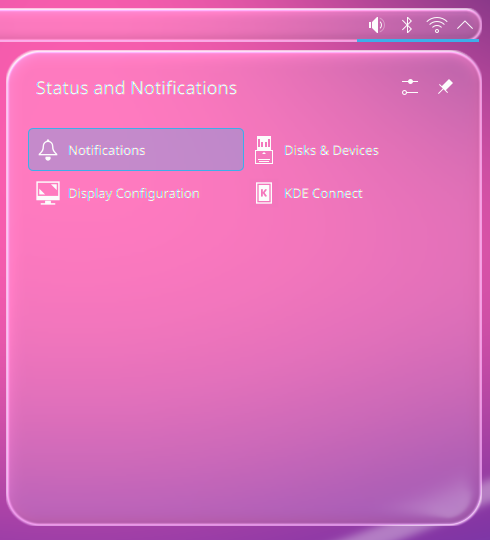 Status and Notifications
Notifications
Disks & Devices
Display Configuration
KDE Connect